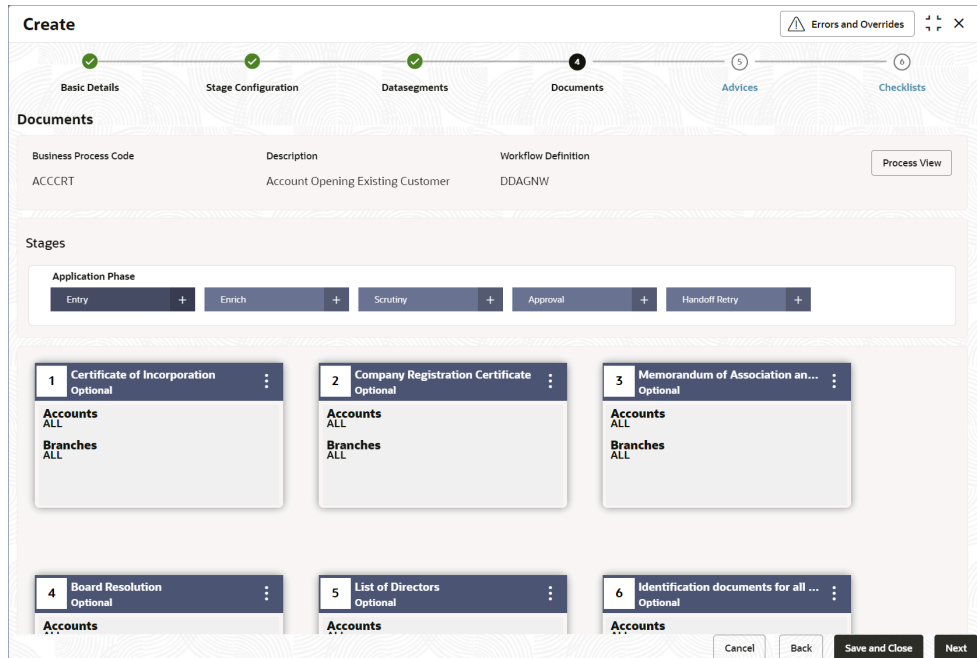 Create
Errors and Overrides
4
5
6
Basic Details
Stage Configuration
Datasegments
Documents
Advices
Checklists
Documents
Business Process Code
Description
Workflow Definition
Process View
ACCCRT
Account Opening Existing Customer
DDAGNW
Stages
Application Phase
Entry +
Enrich +
Scrutiny +
Approval +
Handoff Retry +
1 Certificate of Incorporation
Optional
Accounts
ALL
Branches
ALL
2 Company Registration Certificate
Optional
Accounts
ALL
Branches
ALL
3 Memorandum of Association an...
Optional
Accounts
ALL
Branches
ALL
4 Board Resolution
Optional
Accounts
5 List of Directors
Optional
Accounts
6 Identification documents for all ...
Optional
Accounts
Cancel
Back
Save and Close
Next